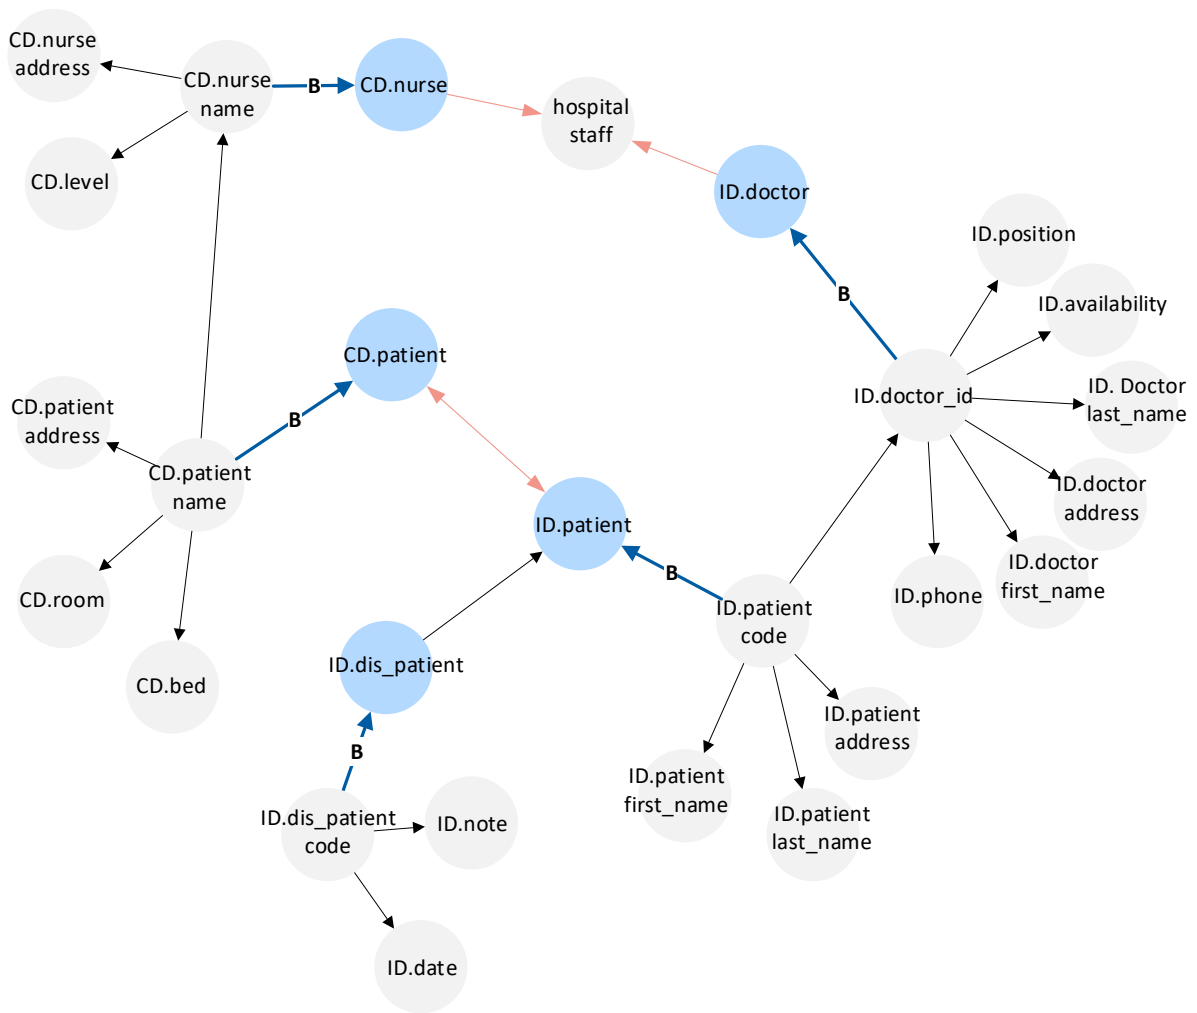 CD.nurse
address
CD.nurse
name
B
CD.nurse
hospital
staff
CD.level
ID.doctor
ID.position
B
ID.availability
CD.patient
ID. Doctor
last_name
ID.doctor_id
CD.patient
address
B
CD.patient
name
ID.doctor
address
ID.patient
ID.doctor
first_name
B
ID.phone
CD.room
ID.patient
code
ID.dis_patient
CD.bed
ID.patient
address
B
ID.patient
first_name
ID.dis_patient
code
ID.note
ID.patient
last_name
ID.date